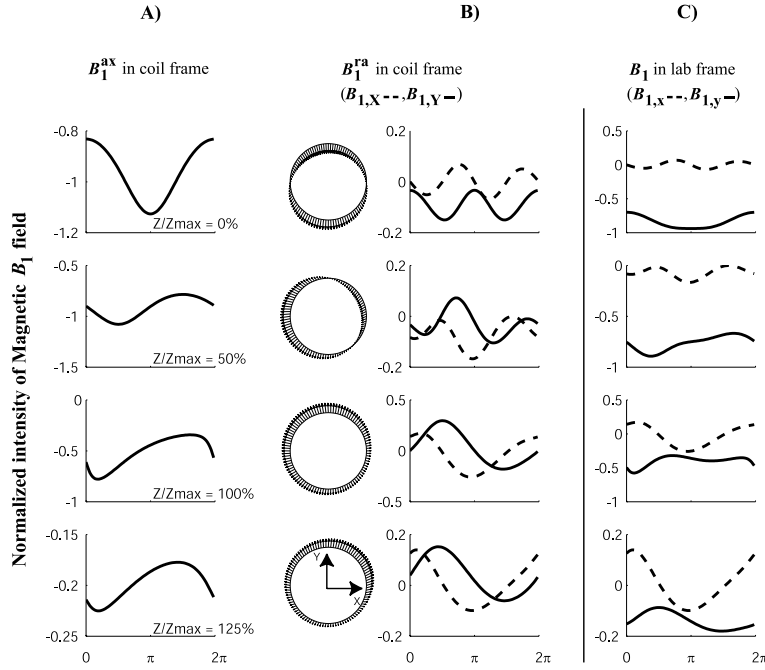 A) B) C)
B₁ᵃˣ in coil frame B₁ʳᵃ in coil frame B₁ in lab frame
(B₁,X - -, B₁,Y –) (B₁,x - -, B₁,y –)
Normalized intensity of Magnetic B₁ field
-0.8 0.2 1
-1 0 0.5
0
-0.5
-1.2 -0.2 -1
Z/Zmax = 0%
-0.5 0.2 0
-1 0 -0.5
-1.5 -0.2 -1
Z/Zmax = 50%
0 0.5 0.5
-0.5 0 0
-0.5
-1 -0.5 -1
Z/Zmax = 100%
-0.15 0.2 0.2
-0.2 Y 0 0
X
-0.25 -0.2 -0.2
Z/Zmax = 125%
0 π 2π 0 π 2π 0 π 2π